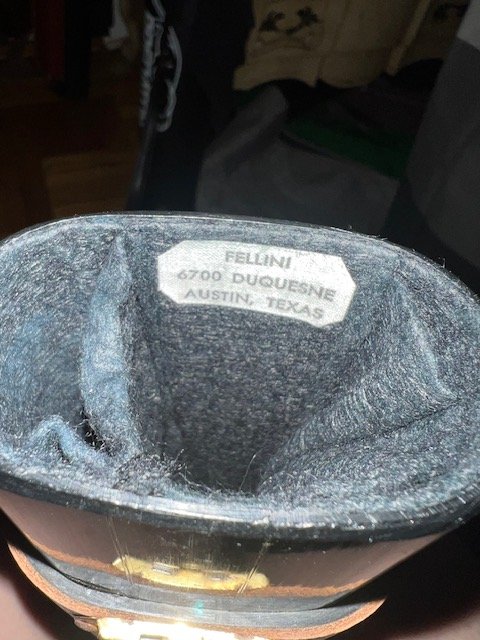 FELLINI
6700 DUQUESNE
AUSTIN, TEXAS